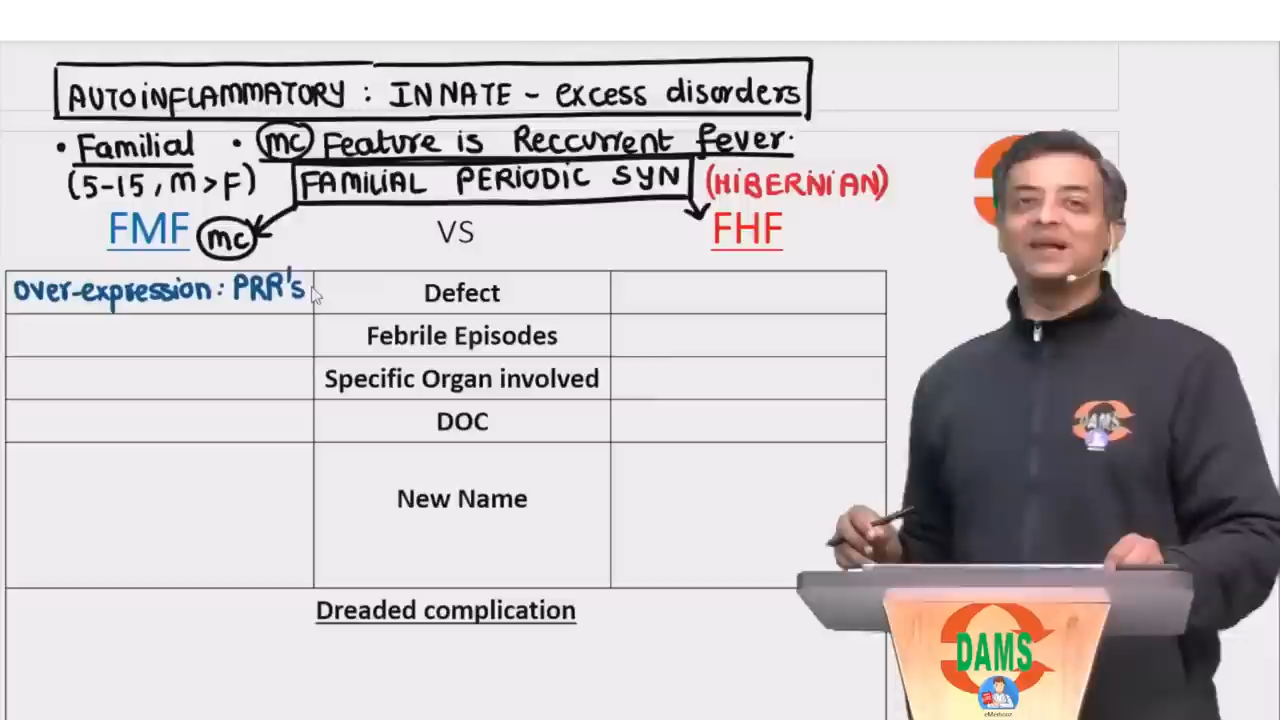 AUTOINFLAMMATORY : INNATE - excess disorders
• Familial • mc Feature is Reccurrent fever.
(5-15, M>F) FAMILIAL PERIODIC SYN (HIBERNIAN)
FMF mc VS FHF
over-expression: PRR's Defect
Febrile Episodes
Specific Organ involved
DOC
New Name
Dreaded complication
DAMS
DAMS
eMedicoz